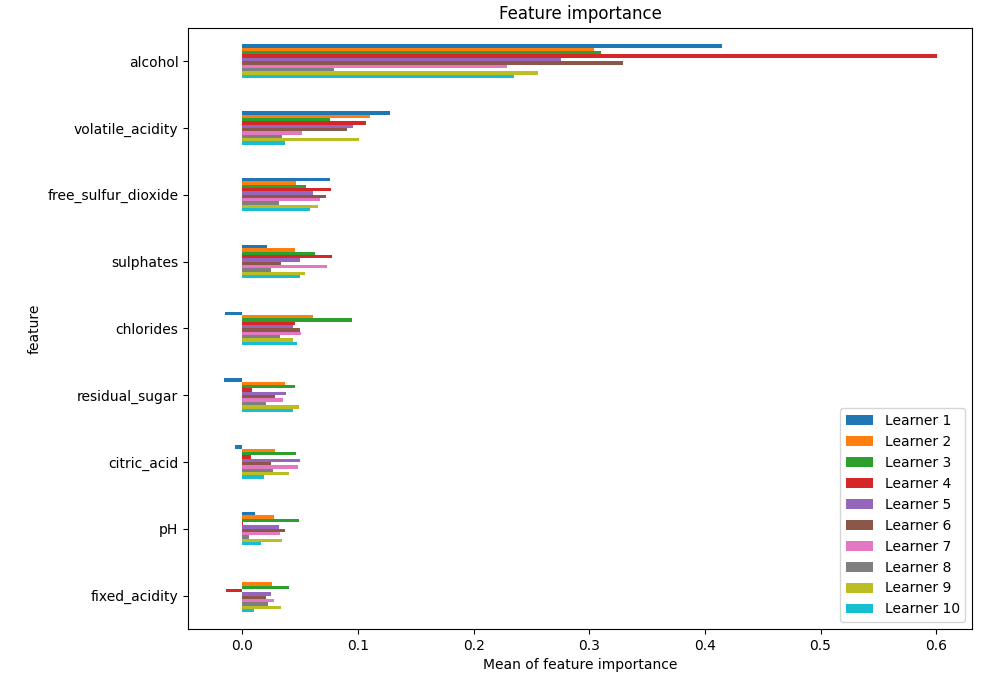 Feature importance
alcohol
volatile_acidity
free_sulfur_dioxide
sulphates
chlorides
residual_sugar
citric_acid
pH
fixed_acidity
feature
0.0 0.1 0.2 0.3 0.4 0.5 0.6
Mean of feature importance
Learner 1
Learner 2
Learner 3
Learner 4
Learner 5
Learner 6
Learner 7
Learner 8
Learner 9
Learner 10